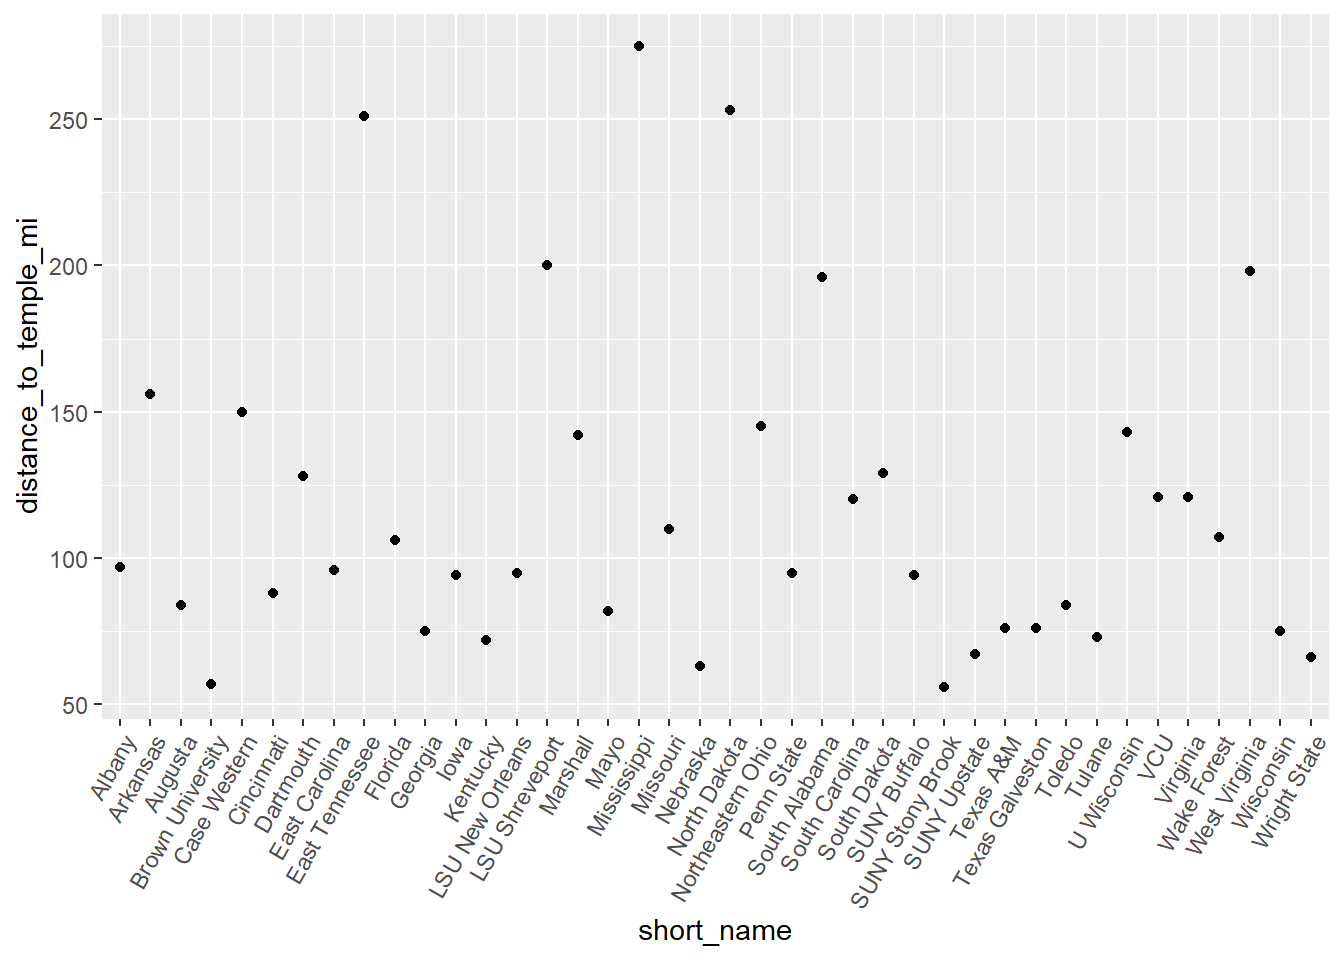 250
200
150
100
50
distance_to_temple_mi
Albany
Arkansas
Augusta
Brown University
Case Western
Cincinnati
Dartmouth
East Carolina
East Tennessee
Florida
Georgia
Iowa
Kentucky
LSU New Orleans
LSU Shreveport
Marshall
Mayo
Mississippi
Missouri
Nebraska
North Dakota
Northeastern Ohio
Penn State
South Alabama
South Carolina
South Dakota
SUNY Buffalo
SUNY Stony Brook
SUNY Upstate
Texas A&M
Texas Galveston
Toledo
Tulane
U Wisconsin
VCU
Virginia
Wake Forest
West Virginia
Wisconsin
Wright State
short_name